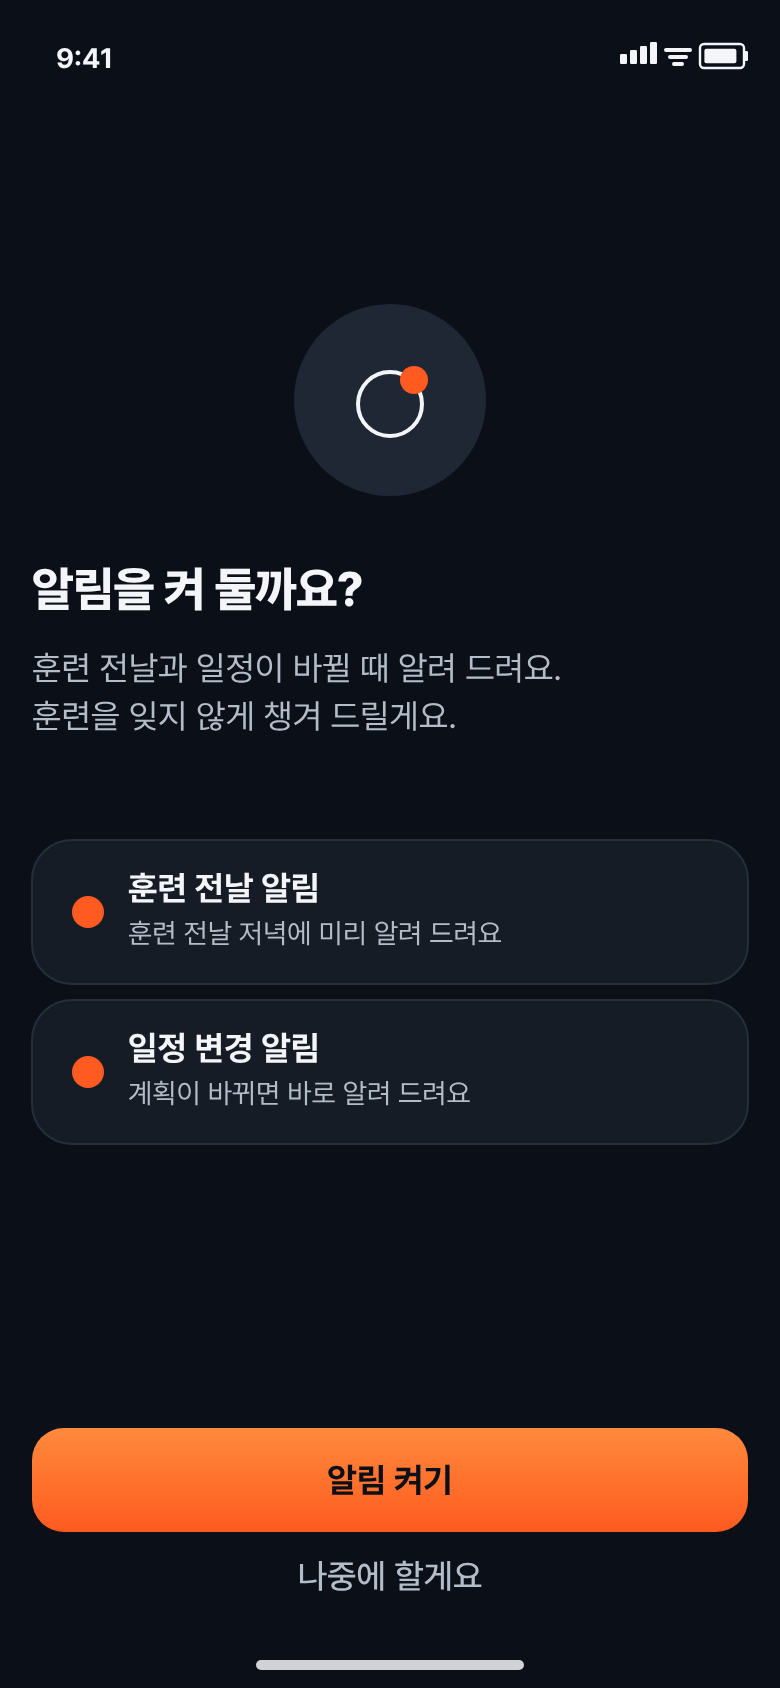 9:41
알림을 켜 둘까요?
훈련 전날과 일정이 바뀔 때 알려 드려요.
훈련을 잊지 않게 챙겨 드릴게요.
훈련 전날 알림
훈련 전날 저녁에 미리 알려 드려요
일정 변경 알림
계획이 바뀌면 바로 알려 드려요
알림 켜기
나중에 할게요